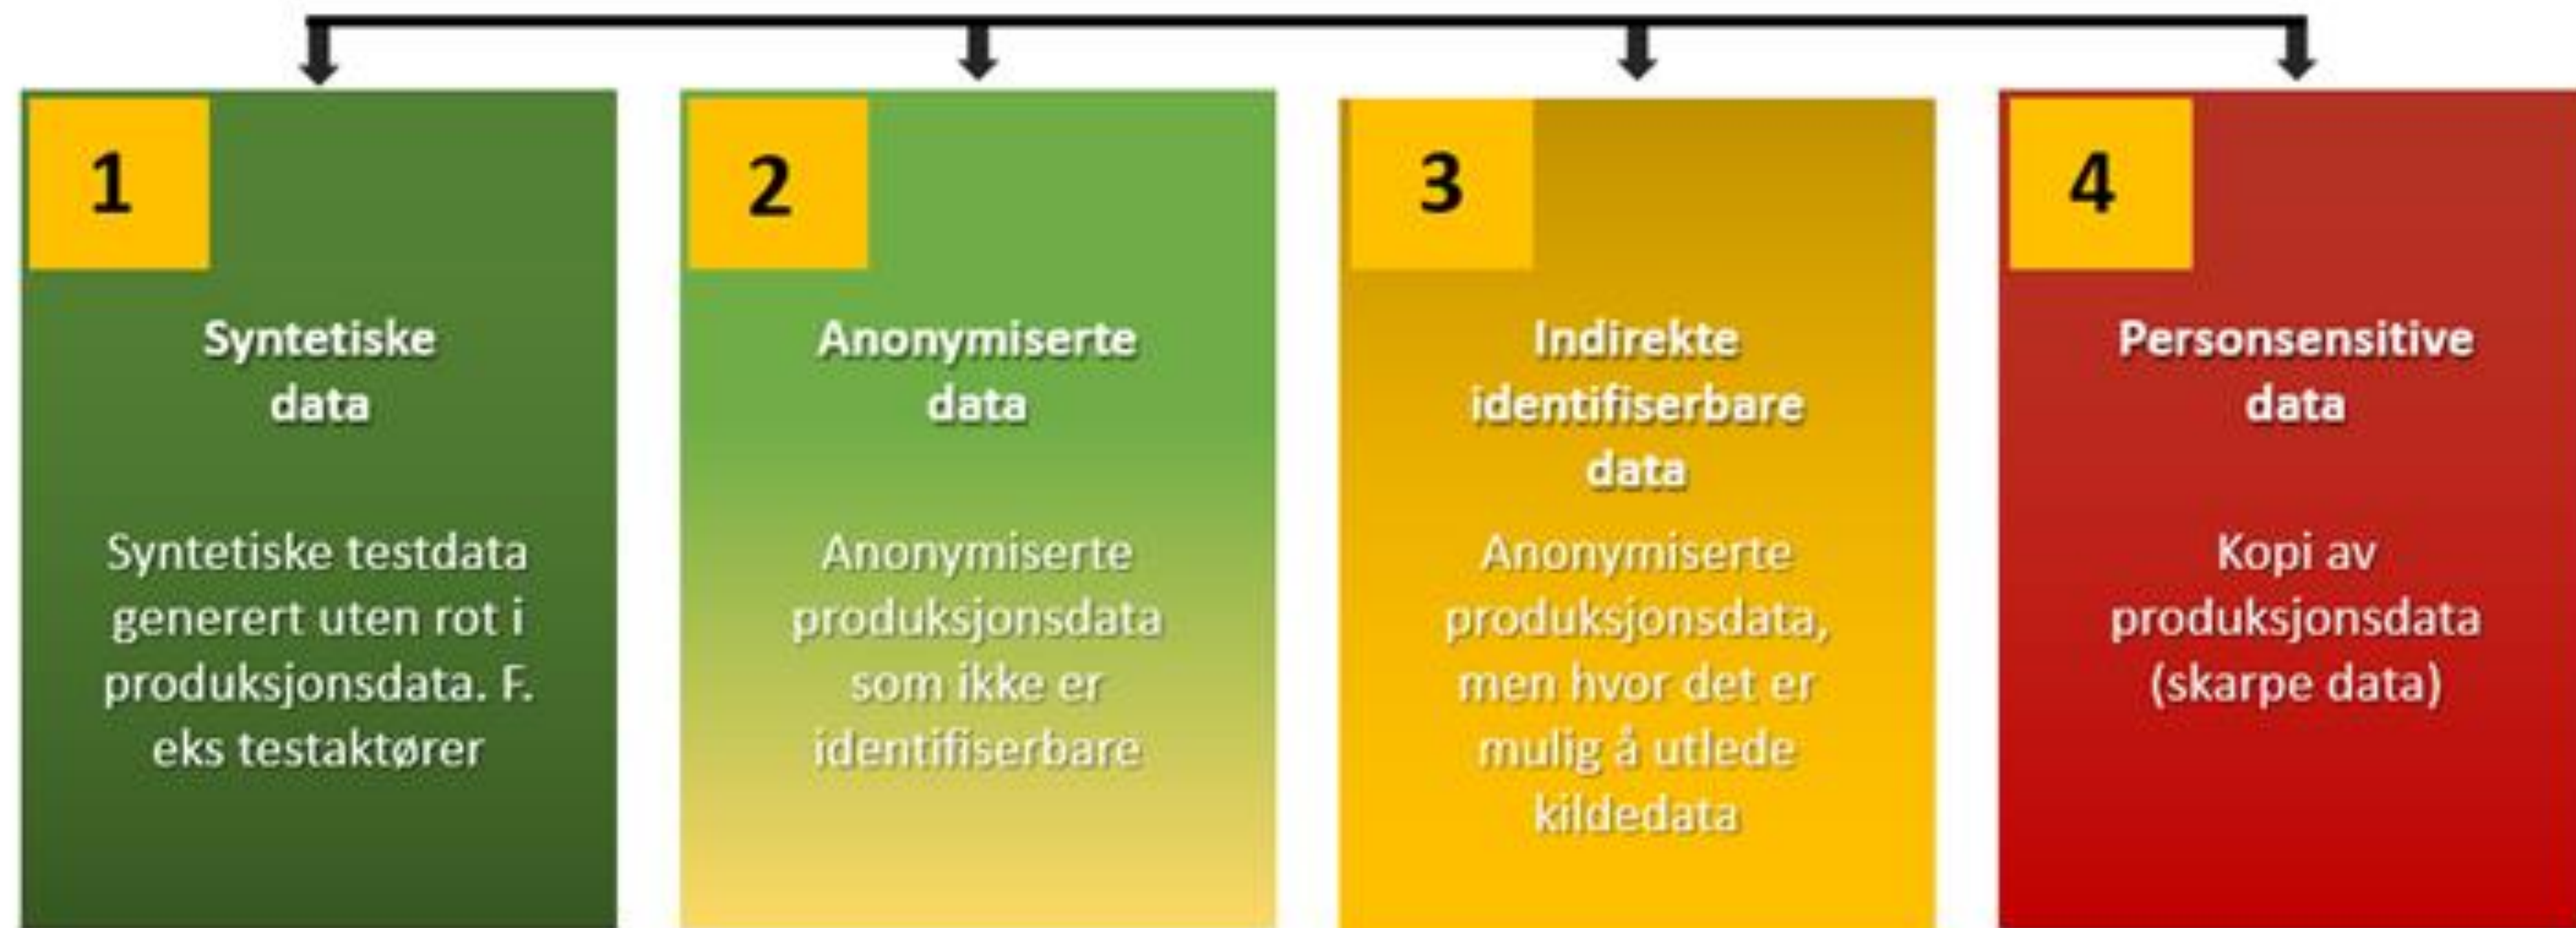 1
Syntetiske
data
Syntetiske testdata
generert uten rot i
produksjonsdata. F.
eks testaktører
2
Anonymiserte
data
Anonymiserte
produksjonsdata
som ikke er
identifiserbare
3
Indirekte
identifiserbare
data
Anonymiserte
produksjonsdata,
men hvor det er
mulig å utlede
kildedata
4
Personsensitive
data
Kopi av
produksjonsdata
(skarpe data)